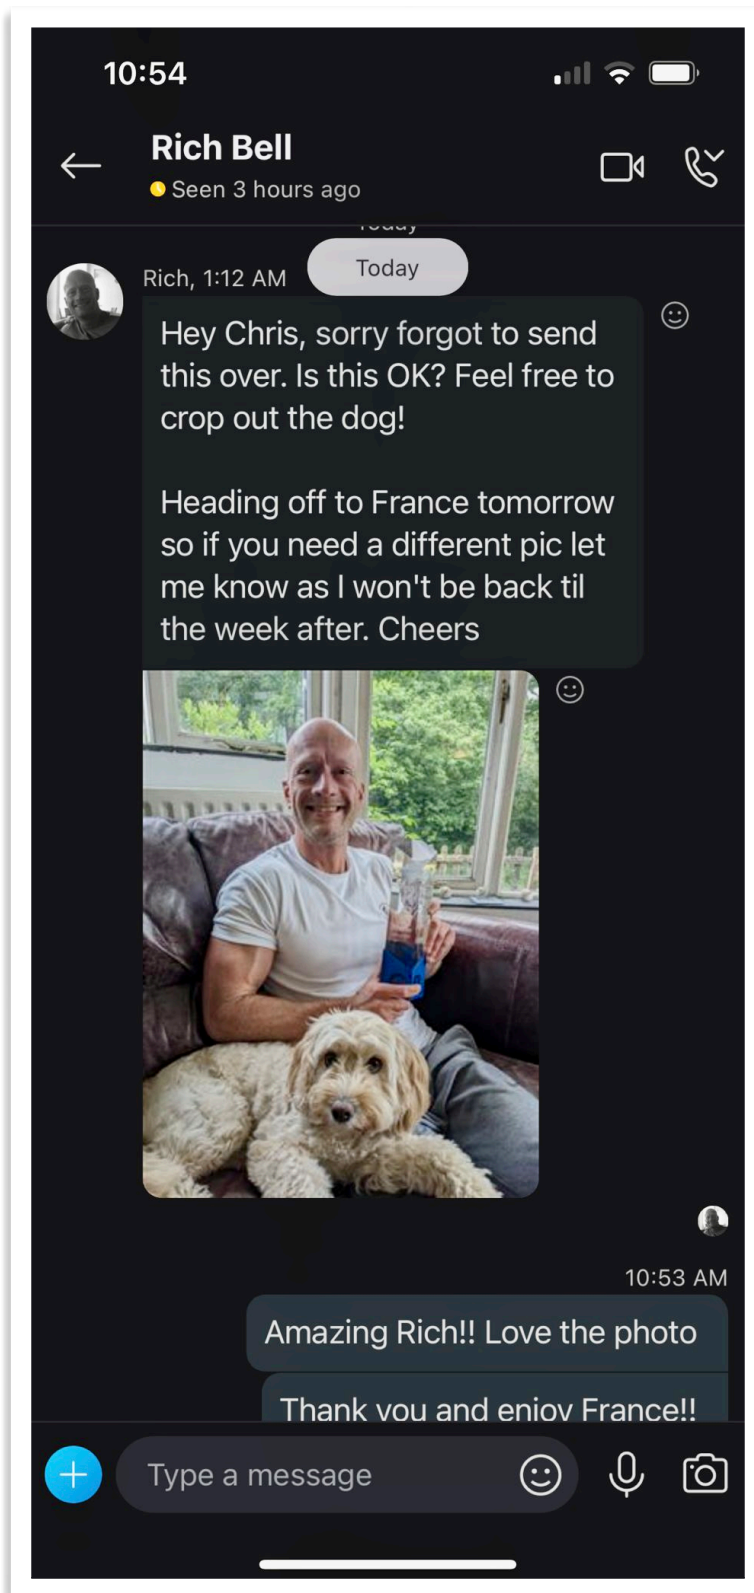 10:54
Rich Bell
Seen 3 hours ago
Today
Today
Rich, 1:12 AM
Hey Chris, sorry forgot to send
this over. Is this OK? Feel free to
crop out the dog!
Heading off to France tomorrow
so if you need a different pic let
me know as I won't be back til
the week after. Cheers
10:53 AM
Amazing Rich!! Love the photo
Thank you and enjoy France!!
Type a message